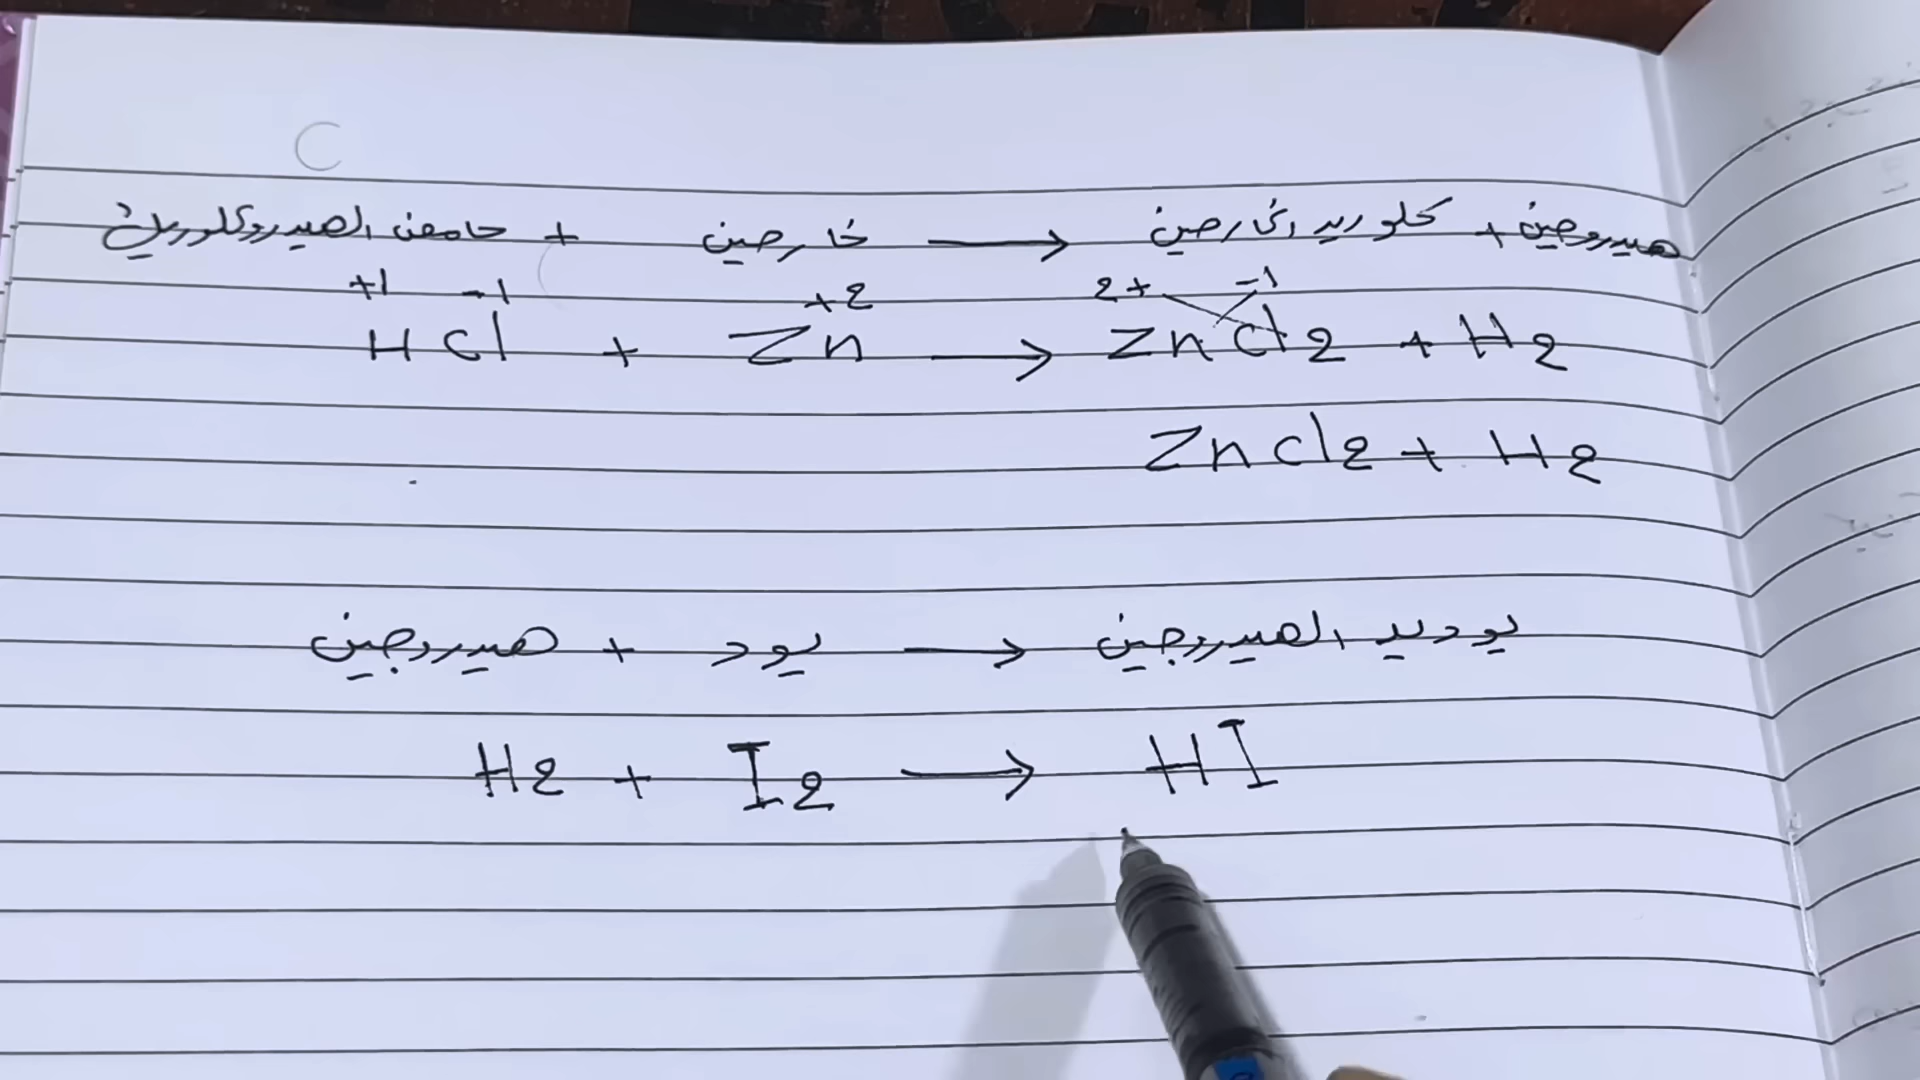 حامض الهيدروكلوريك + خارصين → كلوريد الخارصين + هيدروجين
+1 -1 +2 2+ -1
HCl + Zn → ZnCl2 + H2
ZnCl2 + H2
هيدروجين + يود → يوديد الهيدروجين
H2 + I2 → HI